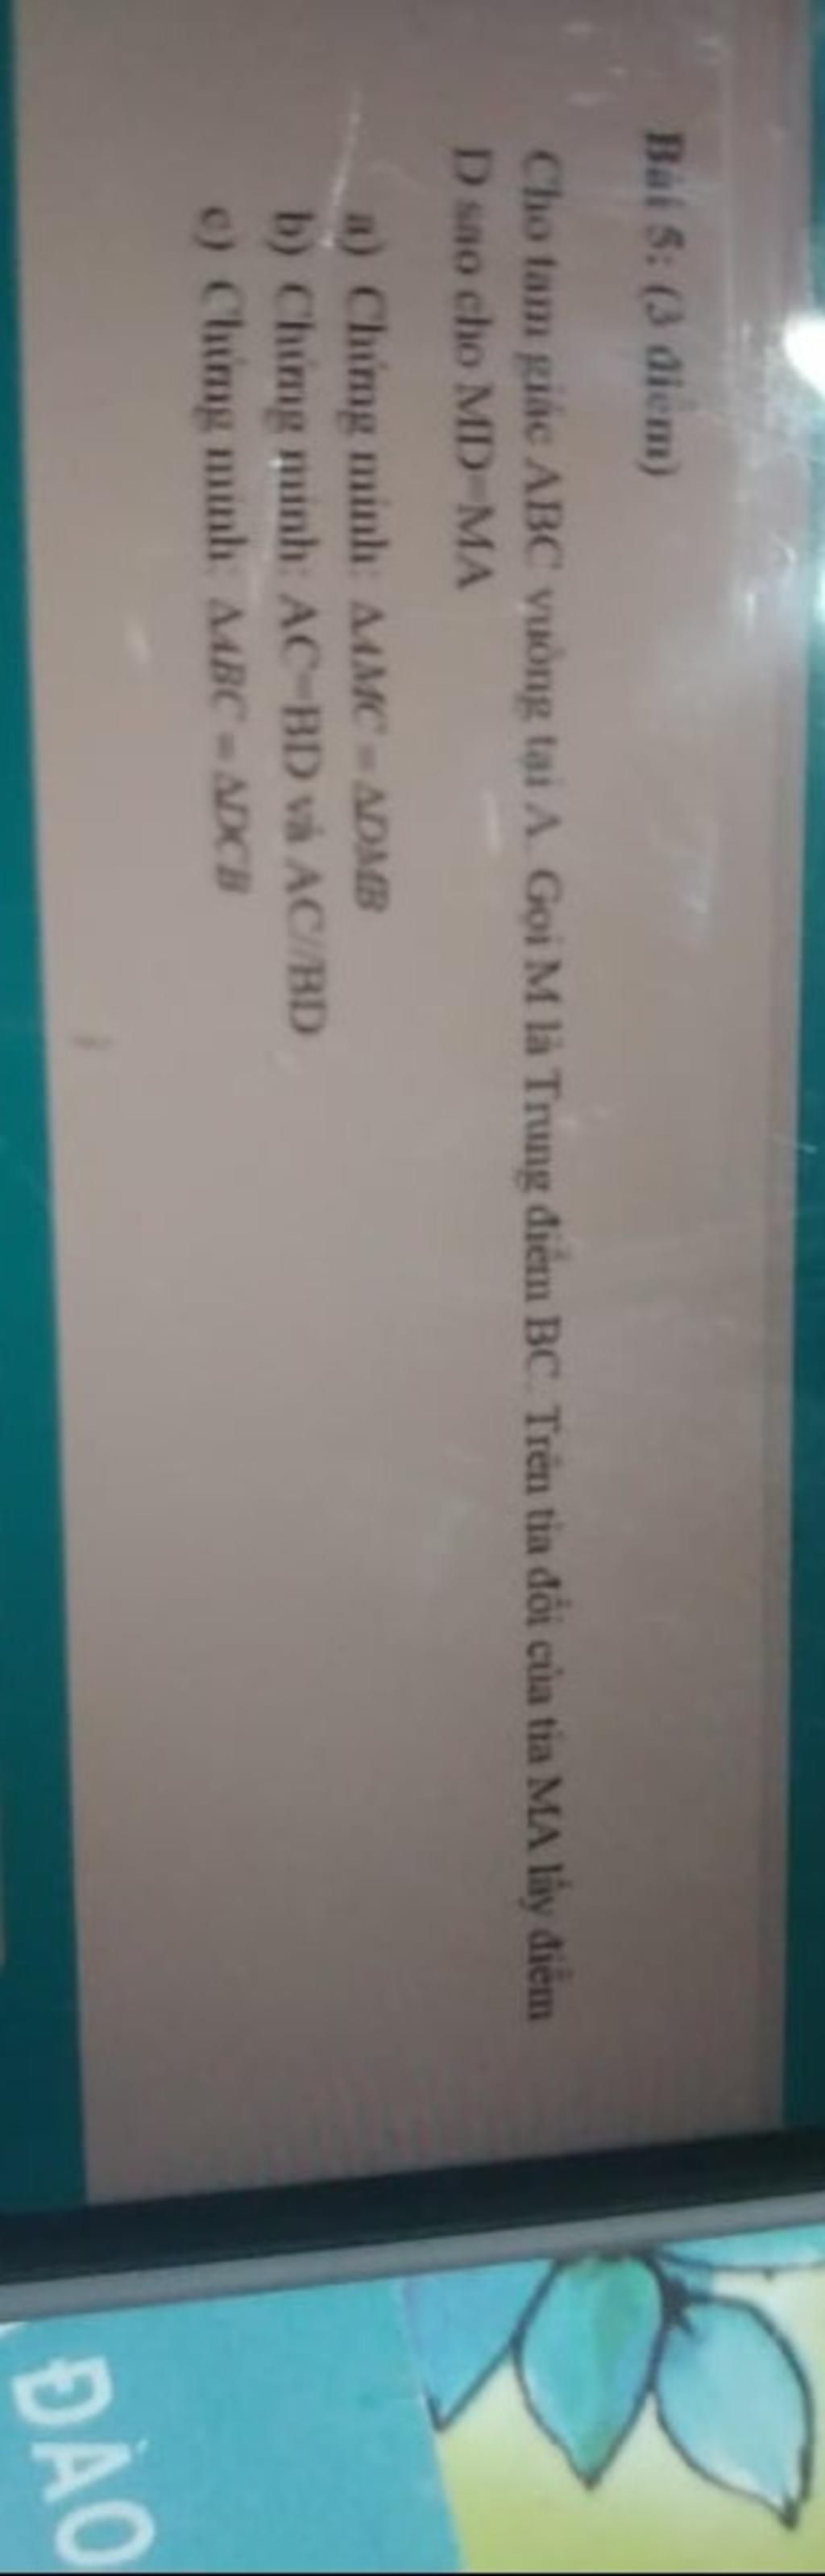 Bài 5: (3 điểm)
Cho tam giác ABC vuông tại A. Gọi M là Trung điểm BC. Trên tia đối của tia MA lấy điểm
D sao cho MD=MA
a) Chứng minh: ΔAMC = ΔDMB
b) Chứng minh: AC=BD và AC//BD
c) Chứng minh: ΔABC = ΔDCB
ĐÀO